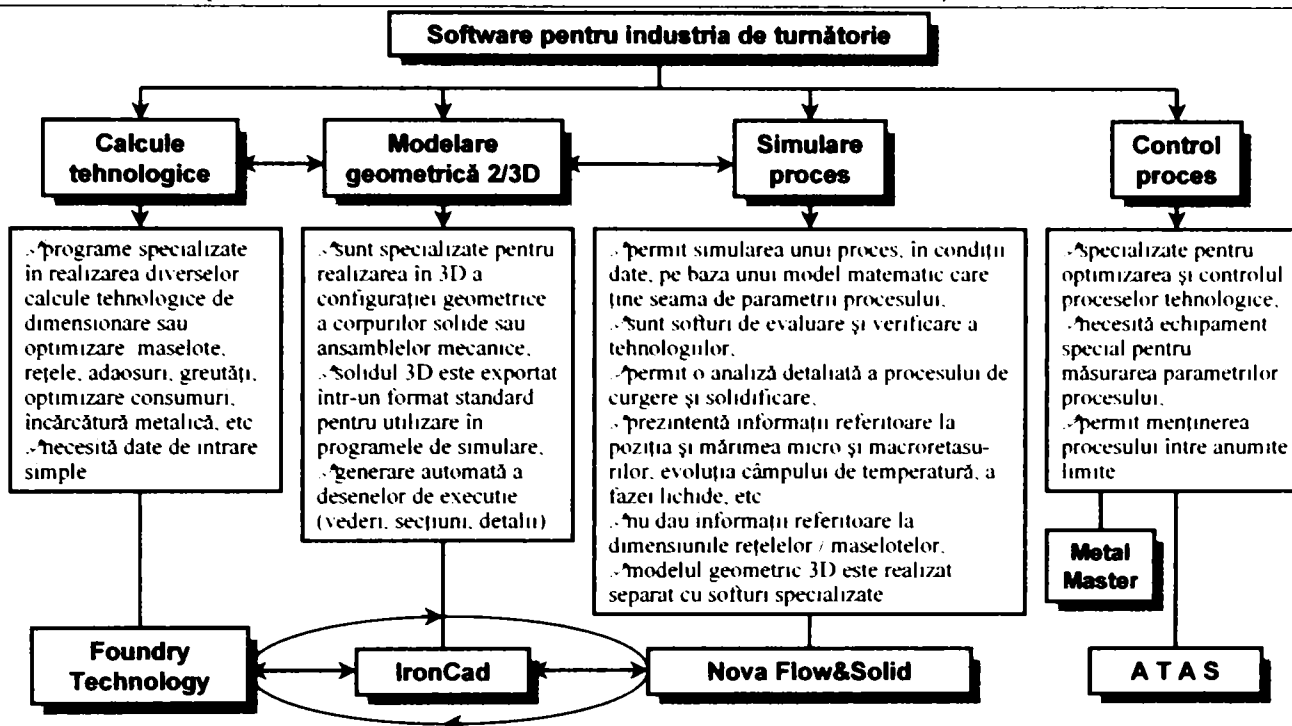 Software pentru industria de turnătorie
Calcule
tehnologice
Modelare
geometrică 2/3D
Simulare
proces
Control
proces
programe specializate
în realizarea diverselor
calcule tehnologice de
dimensionare sau
optimizare maselote,
rețele, adaosuri, greutăți,
optimizare consumuri,
încărcătură metalică, etc
necesită date de intrare
simple
sunt specializate pentru
realizarea în 3D a
configurației geometrice
a corpurilor solide sau
ansamblelor mecanice,
solidul 3D este exportat
într-un format standard
pentru utilizare în
programele de simulare,
generare automată a
desenelor de executie
(vederi, secțiuni, detalii)
permit simularea unui proces, în condiții
date, pe baza unui model matematic care
ține seama de parametrii procesului,
sunt softuri de evaluare și verificare a
tehnologiilor,
permit o analiză detaliată a procesului de
curgere și solidificare,
prezintentă informații referitoare la
poziția și mărimea micro și macroretasu-
rilor, evoluția câmpului de temperatură, a
fazei lichide, etc
nu dau informații referitoare la
dimensiunile rețelelor / maselotelor,
modelul geometric 3D este realizat
separat cu softuri specializate
specializate pentru
optimizarea și controlul
proceselor tehnologice,
necesită echipament
special pentru
măsurarea parametrilor
procesului,
permit menținerea
procesului între anumite
limite
Metal
Master
Foundry
Technology
IronCad
Nova Flow&Solid
A T A S